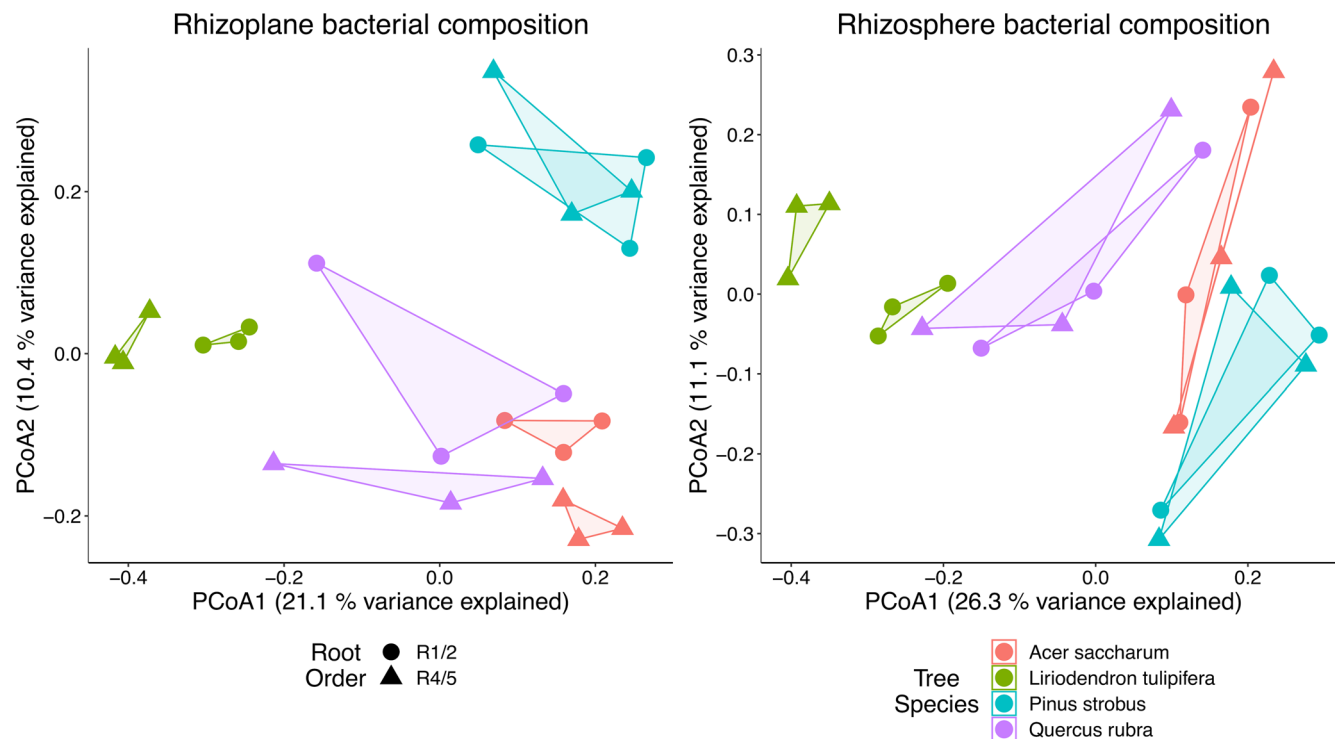 Rhizoplane bacterial composition
Rhizosphere bacterial composition
PCoA2 (10.4 % variance explained)
0.2
0.0
−0.2
−0.4
−0.2
0.0
0.2
PCoA1 (21.1 % variance explained)
PCoA2 (11.1 % variance explained)
0.3
0.2
0.1
0.0
−0.1
−0.2
−0.3
−0.4
−0.2
0.0
0.2
PCoA1 (26.3 % variance explained)
Root
Order
R1/2
R4/5
Tree
Species
Acer saccharum
Liriodendron tulipifera
Pinus strobus
Quercus rubra